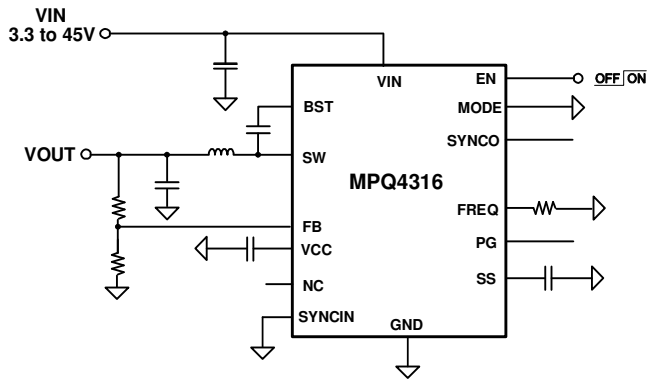 VIN
3.3 to 45V
VIN
EN
OFF ON
BST
MODE
SYNCO
VOUT
SW
MPQ4316
FREQ
FB
VCC
PG
NC
SS
SYNCIN
GND